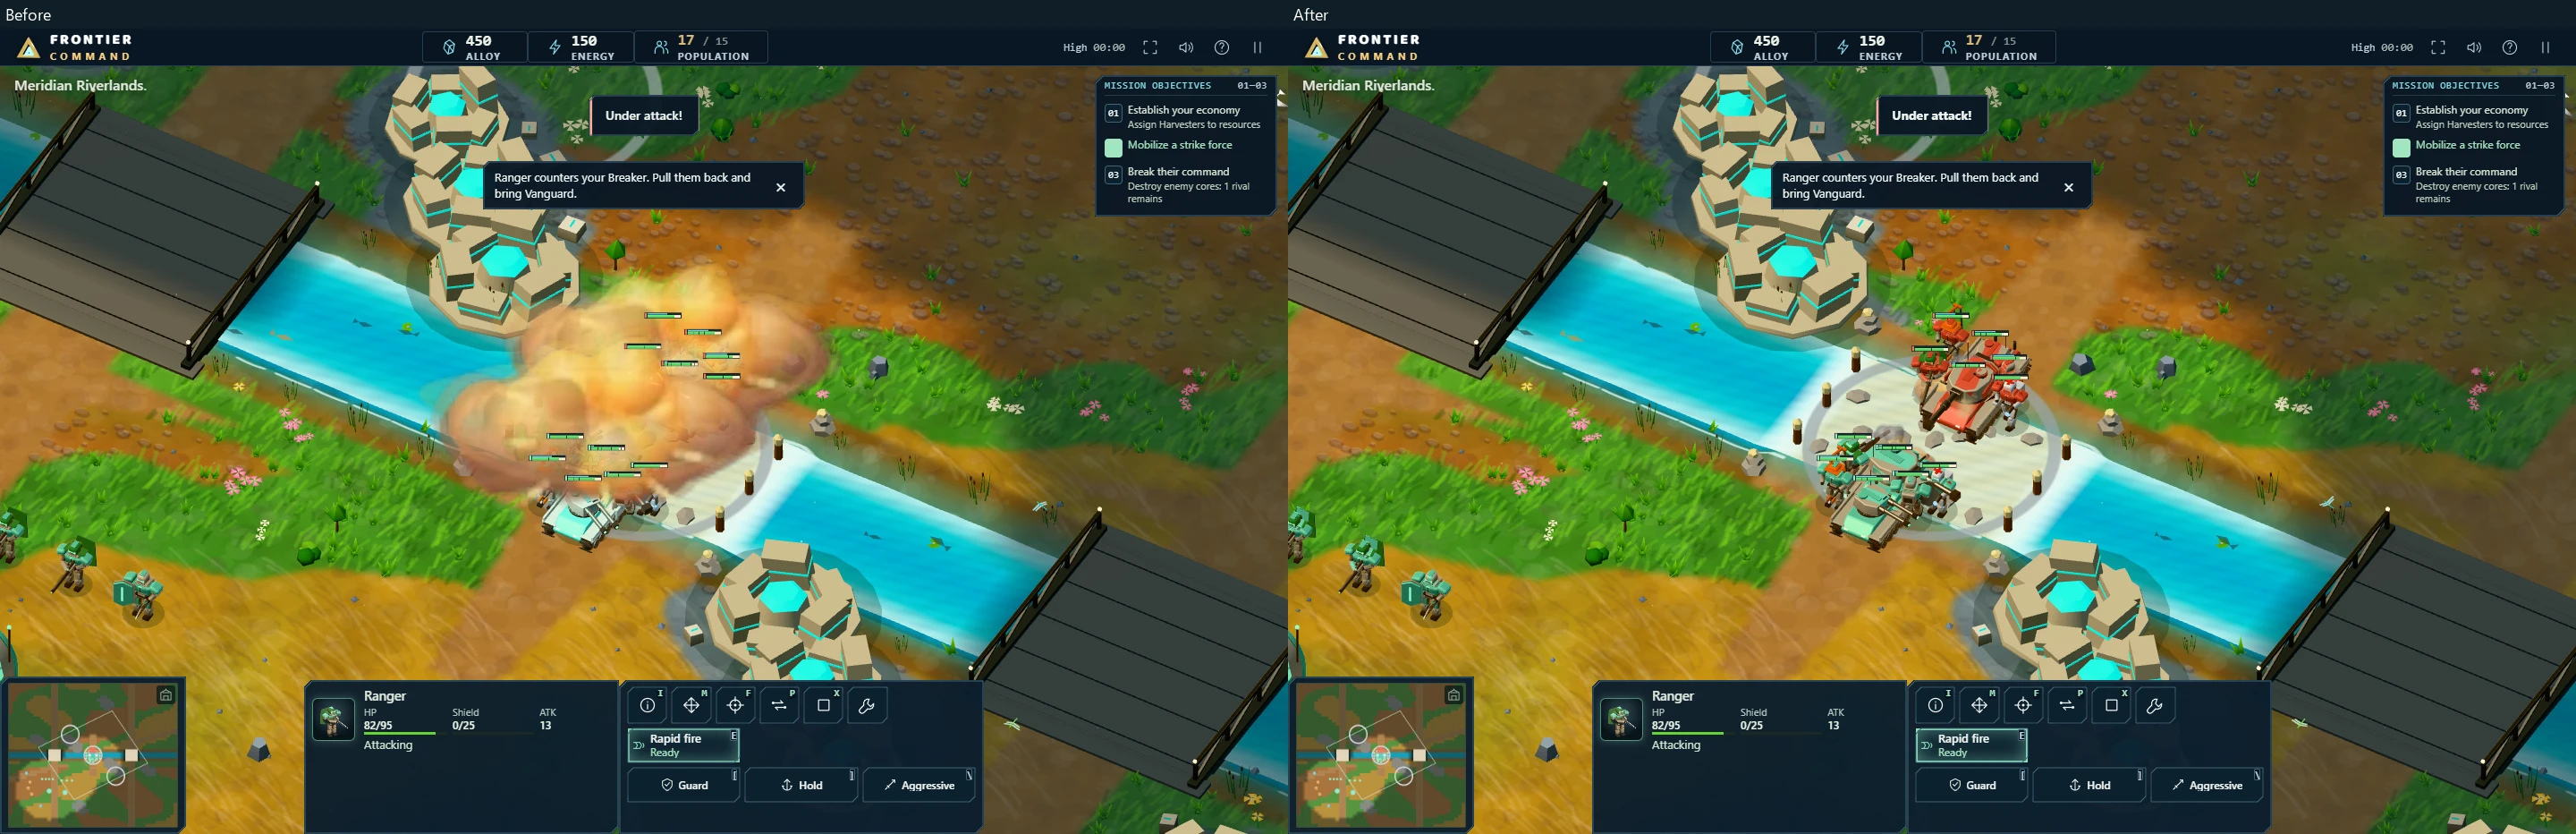 Before
FRONTIER
COMMAND
450
ALLOY
150
ENERGY
17 / 15
POPULATION
High 00:00
Meridian Riverlands.
Under attack!
Ranger counters your Breaker. Pull them back and
bring Vanguard.
MISSION OBJECTIVES 01—03
01 Establish your economy
Assign Harvesters to resources
Mobilize a strike force
03 Break their command
Destroy enemy cores: 1 rival
remains
Ranger
HP Shield ATK
82/95 0/25 13
Attacking
I M F P X
Rapid fire E
Ready
Guard [
Hold ]
Aggressive \
After
FRONTIER
COMMAND
450
ALLOY
150
ENERGY
17 / 15
POPULATION
High 00:00
Meridian Riverlands.
Under attack!
Ranger counters your Breaker. Pull them back and
bring Vanguard.
MISSION OBJECTIVES 01—03
01 Establish your economy
Assign Harvesters to resources
Mobilize a strike force
03 Break their command
Destroy enemy cores: 1 rival
remains
Ranger
HP Shield ATK
82/95 0/25 13
Attacking
I M F P X
Rapid fire E
Ready
Guard [
Hold ]
Aggressive \